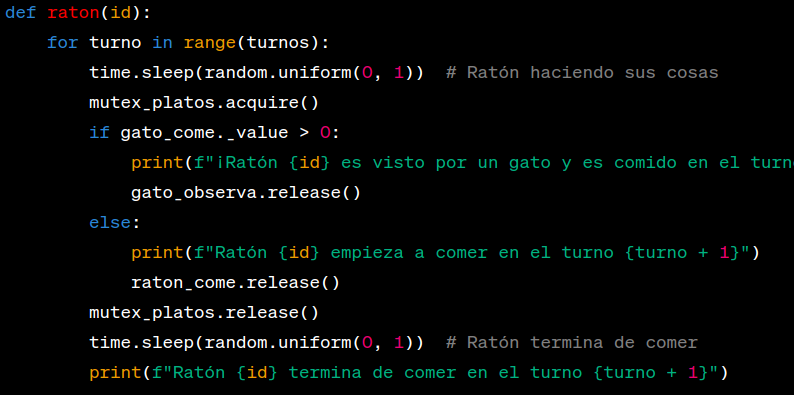 def raton(id):
    for turno in range(turnos):
        time.sleep(random.uniform(0, 1))  # Ratón haciendo sus cosas
        mutex_platos.acquire()
        if gato_come._value > 0:
            print(f"¡Ratón {id} es visto por un gato y es comido en el turn
            gato_observa.release()
        else:
            print(f"Ratón {id} empieza a comer en el turno {turno + 1}")
            raton_come.release()
        mutex_platos.release()
        time.sleep(random.uniform(0, 1))  # Ratón termina de comer
        print(f"Ratón {id} termina de comer en el turno {turno + 1}")